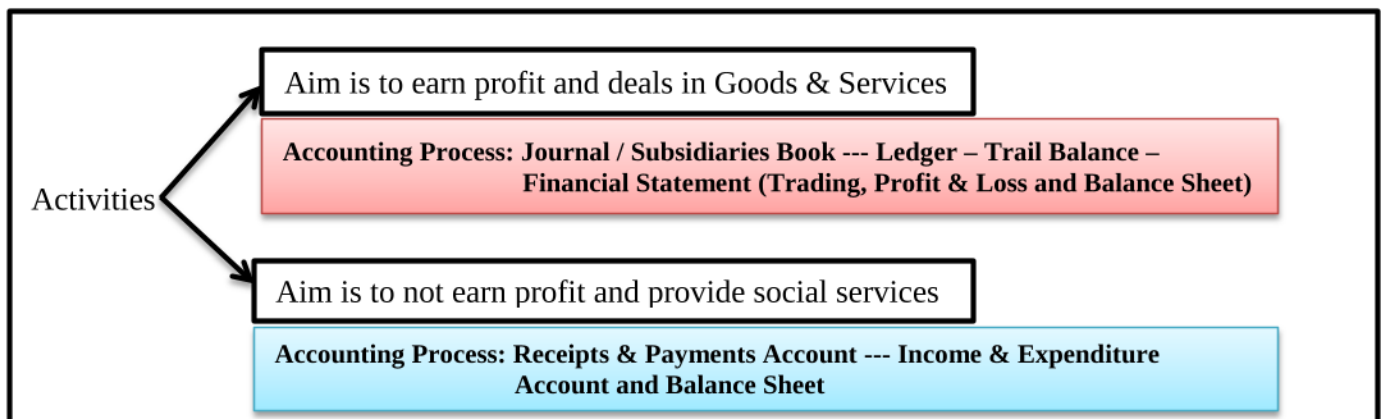 Aim is to earn profit and deals in Goods & Services
Accounting Process: Journal / Subsidiaries Book --- Ledger – Trail Balance –
Financial Statement (Trading, Profit & Loss and Balance Sheet)
Activities
Aim is to not earn profit and provide social services
Accounting Process: Receipts & Payments Account --- Income & Expenditure
Account and Balance Sheet